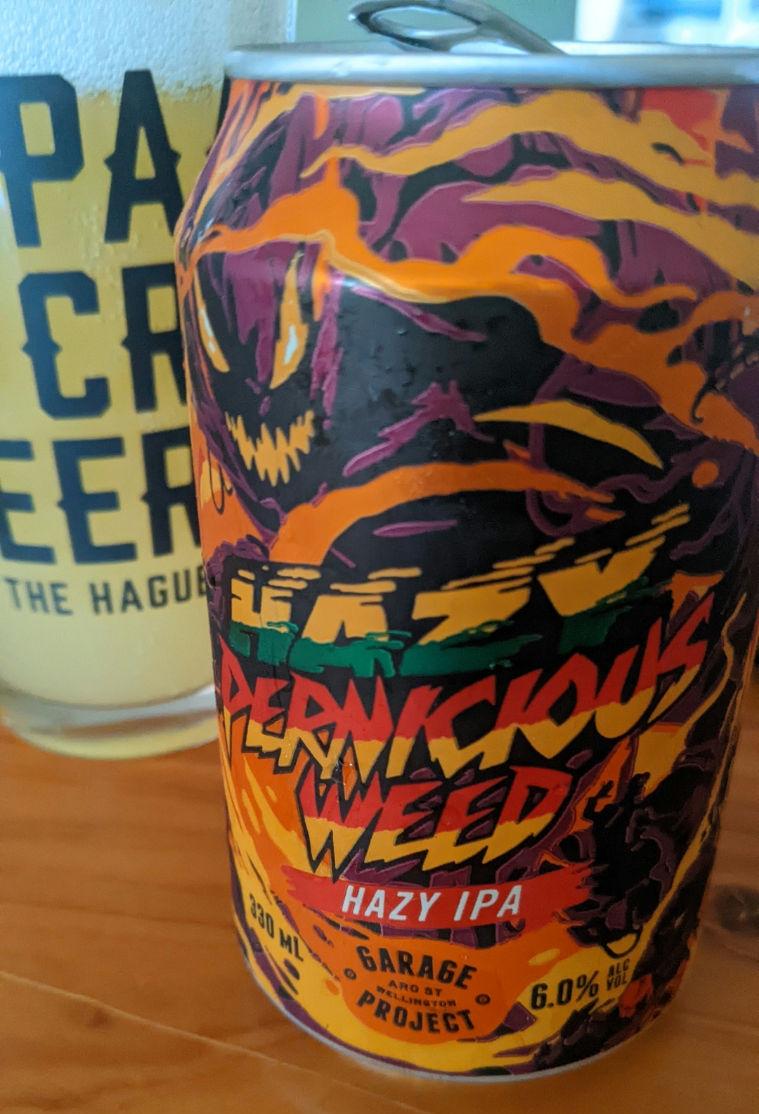 PA
CR
EER
THE HAGUE
HAZY
PERNICIOUS
WEED
HAZY IPA
330 ML
GARAGE
ARO ST
WELLINGTON
PROJECT
6.0% ALC
VOL